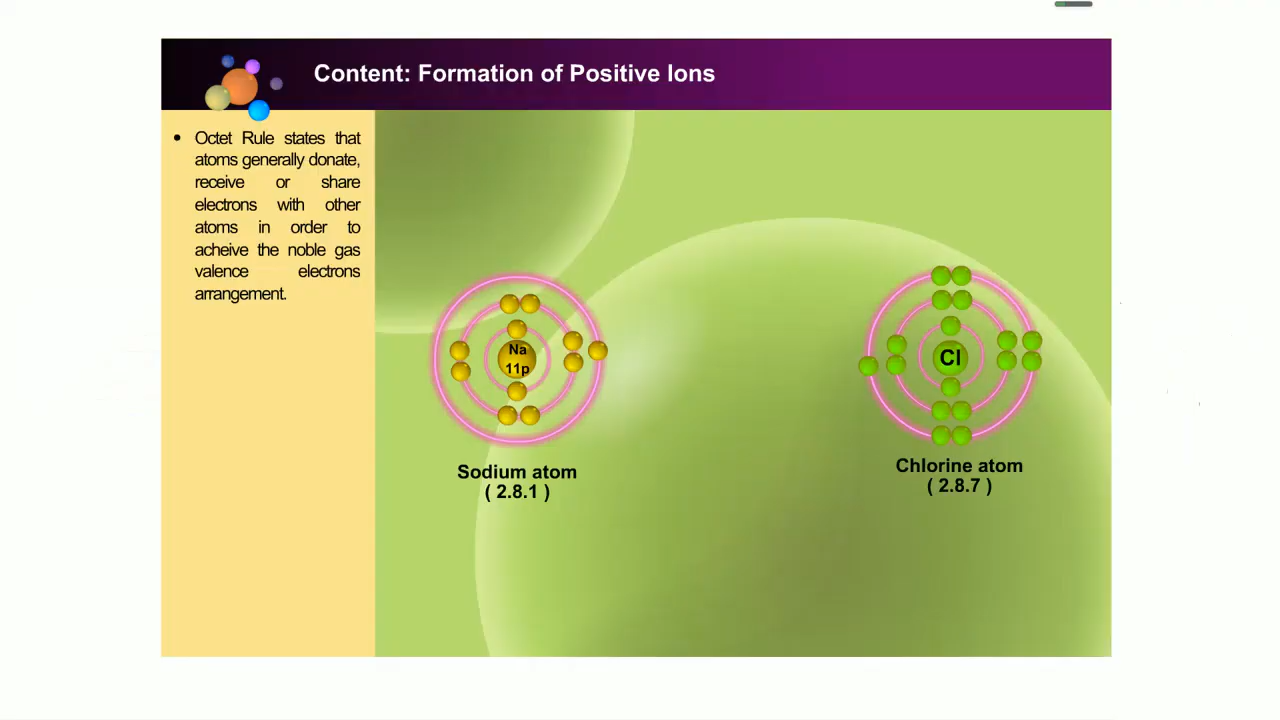 Content: Formation of Positive Ions
• Octet Rule states that
atoms generally donate,
receive or share
electrons with other
atoms in order to
acheive the noble gas
valence electrons
arrangement.
Na
11p
Cl
Sodium atom
( 2.8.1 )
Chlorine atom
( 2.8.7 )